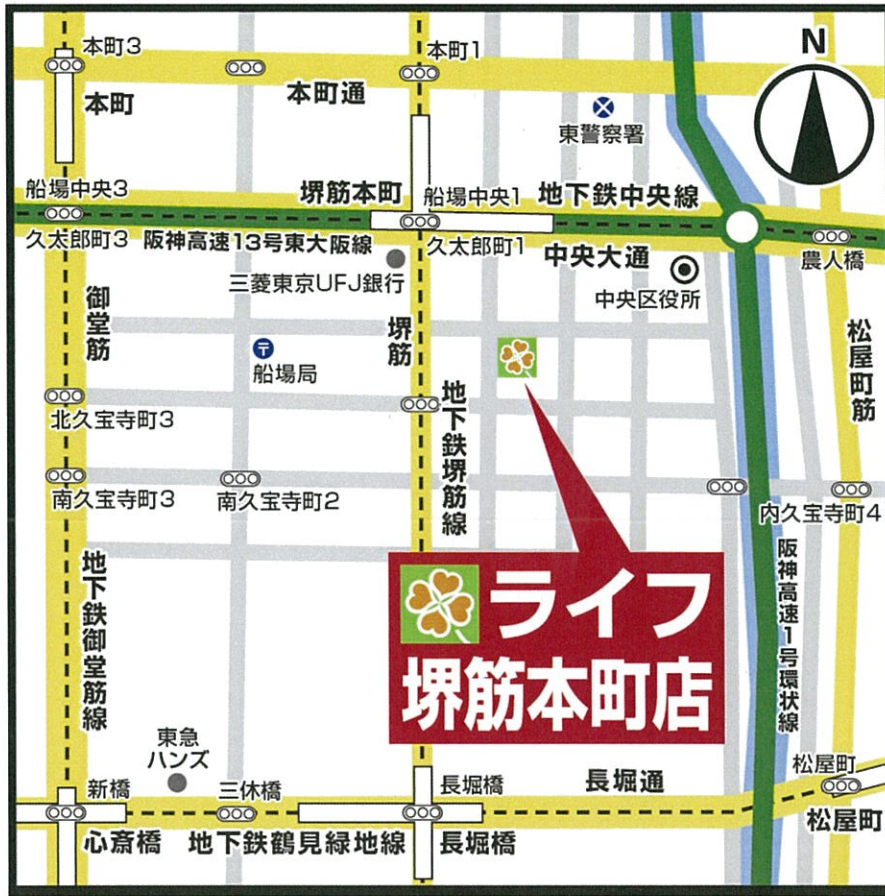 本町3
本町1
N
本町
本町通
東警察署
船場中央3
堺筋本町
船場中央1
地下鉄中央線
久太郎町3
阪神高速13号東大阪線
久太郎町1
中央大通
農人橋
三菱東京UFJ銀行
中央区役所
御堂筋
〒
船場局
堺筋
地下鉄堺筋線
松屋町筋
北久宝寺町3
南久宝寺町3
南久宝寺町2
内久宝寺町4
地下鉄御堂筋線
阪神高速1号環状線
ライフ
堺筋本町店
東急
ハンズ
新橋
三休橋
長堀橋
長堀通
松屋町
心斎橋
地下鉄鶴見緑地線
長堀橋
松屋町